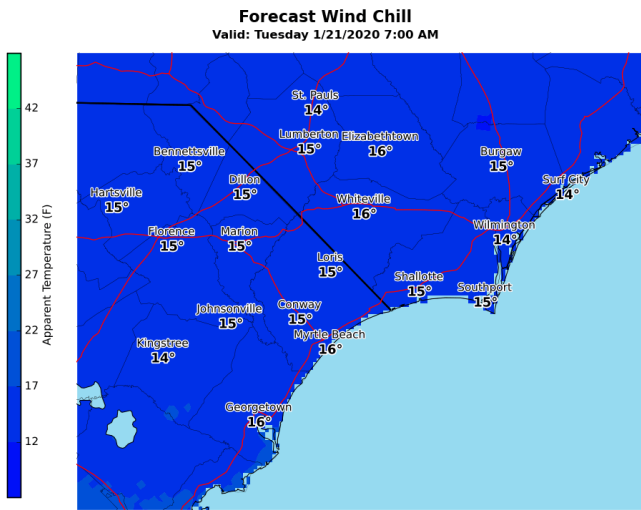 Forecast Wind Chill
Valid: Tuesday 1/21/2020 7:00 AM
Apparent Temperature (F)
42
37
32
27
22
17
12
St. Pauls
14°
Lumberton
15°
Elizabethtown
16°
Bennettsville
15°
Burgaw
15°
Dillon
15°
Surf City
14°
Hartsville
15°
Whiteville
16°
Florence
15°
Marion
15°
Wilmington
14°
Loris
15°
Shallotte
15°
Southport
15°
Johnsonville
15°
Conway
15°
Myrtle Beach
16°
Kingstree
14°
Georgetown
16°